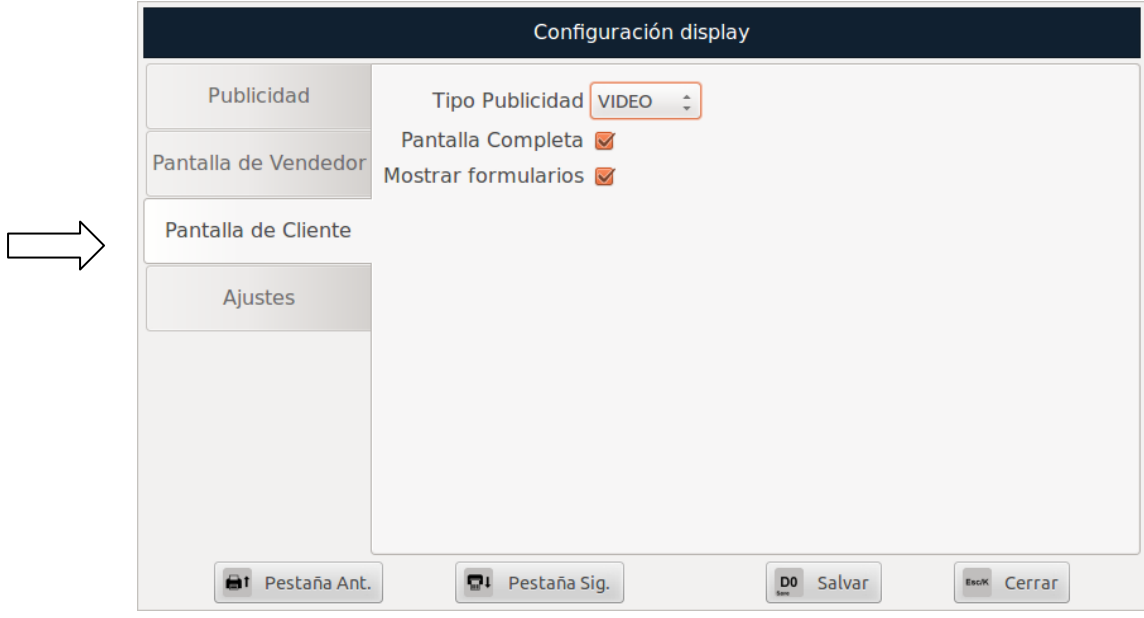 Configuración display
Publicidad
Pantalla de Vendedor
Pantalla de Cliente
Ajustes
Tipo Publicidad VIDEO
Pantalla Completa
Mostrar formularios
Pestaña Ant.
Pestaña Sig.
D0 Save Salvar
Esc/K Cerrar